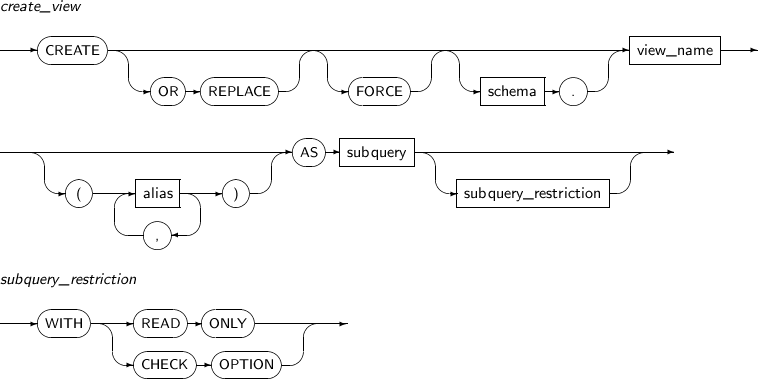 create_view
CREATE view_name
OR REPLACE FORCE schema .
AS subquery
( alias ) subquery_restriction
,
subquery_restriction
WITH READ ONLY
CHECK OPTION